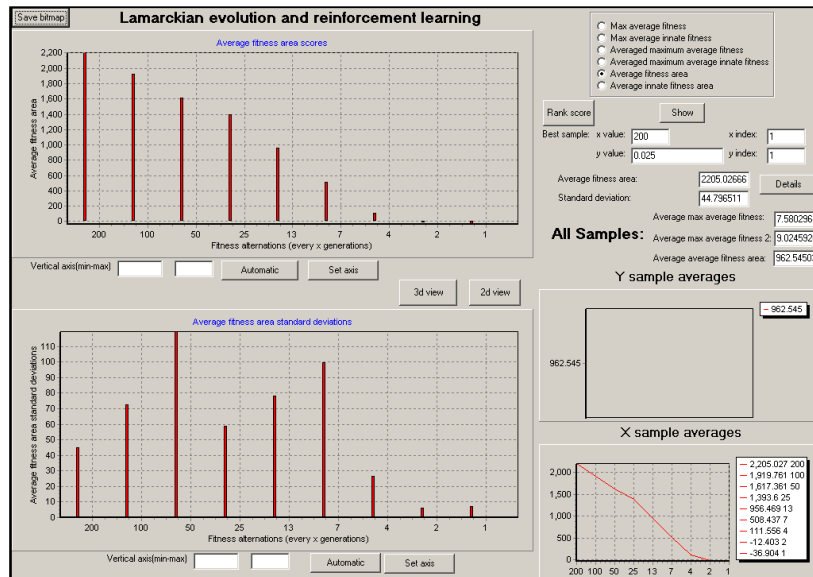 Save bitmap
Lamarckian evolution and reinforcement learning
Average fitness area scores
Average fitness area
2,200
2,000
1,800
1,600
1,400
1,200
1,000
800
600
400
200
0
200 100 50 25 13 7 4 2 1
Fitness alternations (every x generations)
Vertical axis(min-max)
Automatic
Set axis
3d view
2d view
Average fitness area standard deviations
Average fitness area standard deviations
110
100
90
80
70
60
50
40
30
20
10
0
200 100 50 25 13 7 4 2 1
Fitness alternations (every x generations)
Vertical axis(min-max)
Automatic
Set axis
Max average fitness
Max average innate fitness
Averaged maximum average fitness
Averaged maximum average innate fitness
Average fitness area
Average innate fitness area
Rank score
Show
Best sample: x value: 200 x index: 1
y value: 0.025 y index: 1
Average fitness area: 2205.02666
Standard deviation: 44.796511
Details
All Samples:
Average max average fitness: 7.580296
Average max average fitness 2: 9.024592
Average average fitness area: 962.54503
Y sample averages
962.545
962.545
X sample averages
2,000
1,500
1,000
500
0
200 100 50 25 13 7 4 2 1
2,205.027 200
1,919.761 100
1,617.361 50
1,393.6 25
956.469 13
508.437 7
111.556 4
-12.403 2
-36.904 1